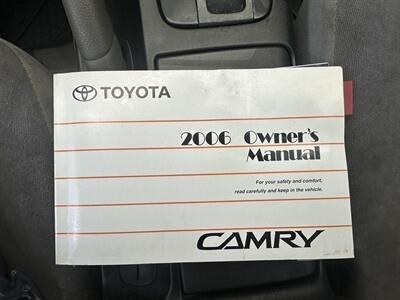 TOYOTA
2006 Owner's
Manual
For your safety and comfort,
read carefully and keep in the vehicle.
CAMRY